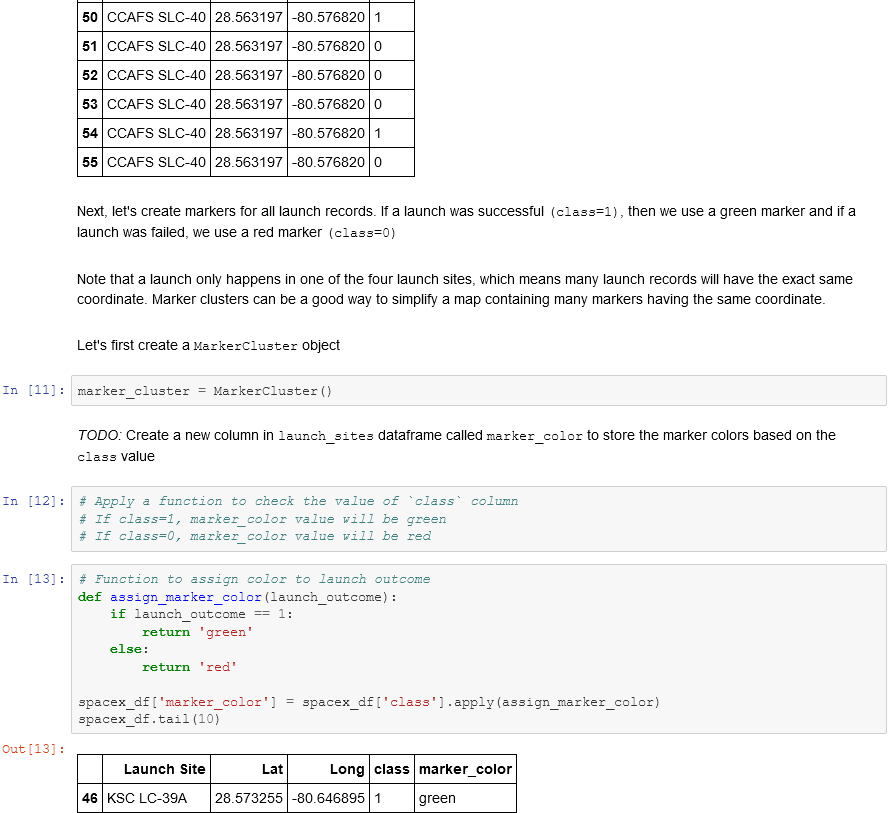 50 CCAFS SLC-40 28.563197 -80.576820 1
51 CCAFS SLC-40 28.563197 -80.576820 0
52 CCAFS SLC-40 28.563197 -80.576820 0
53 CCAFS SLC-40 28.563197 -80.576820 0
54 CCAFS SLC-40 28.563197 -80.576820 1
55 CCAFS SLC-40 28.563197 -80.576820 0
Next, let's create markers for all launch records. If a launch was successful (class=1), then we use a green marker and if a
launch was failed, we use a red marker (class=0)
Note that a launch only happens in one of the four launch sites, which means many launch records will have the exact same
coordinate. Marker clusters can be a good way to simplify a map containing many markers having the same coordinate.
Let's first create a MarkerCluster object
In [11]: marker_cluster = MarkerCluster()
TODO: Create a new column in launch_sites dataframe called marker_color to store the marker colors based on the
class value
In [12]: # Apply a function to check the value of `class` column
# If class=1, marker_color value will be green
# If class=0, marker_color value will be red
In [13]: # Function to assign color to launch outcome
def assign_marker_color(launch_outcome):
    if launch_outcome == 1:
        return 'green'
    else:
        return 'red'
spacex_df['marker_color'] = spacex_df['class'].apply(assign_marker_color)
spacex_df.tail(10)
Out[13]:
Launch Site Lat Long class marker_color
46 KSC LC-39A 28.573255 -80.646895 1 green